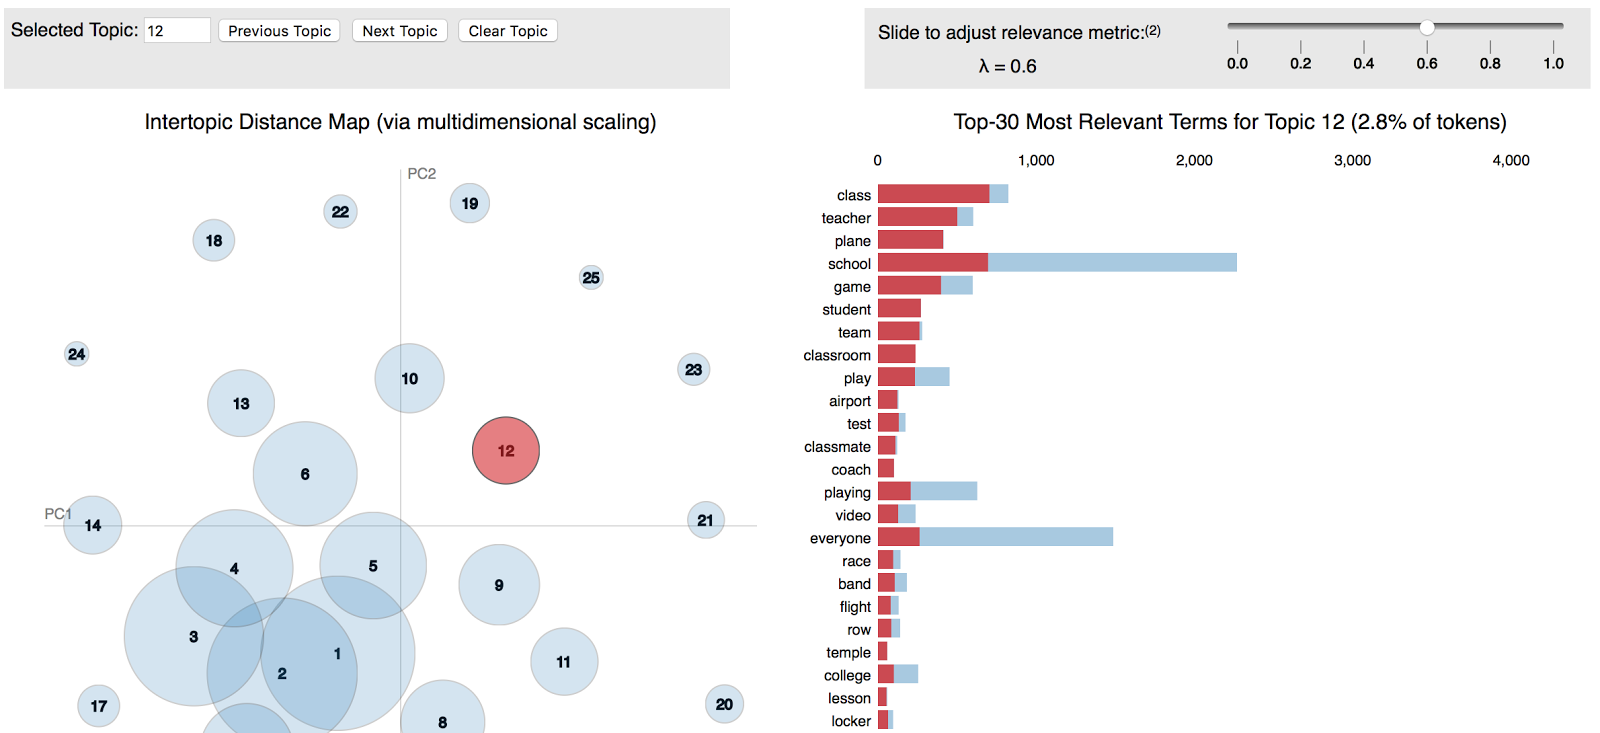 Selected Topic: 12 Previous Topic Next Topic Clear Topic
Slide to adjust relevance metric:(2)
λ = 0.6
0.0 0.2 0.4 0.6 0.8 1.0
Intertopic Distance Map (via multidimensional scaling)
PC2
19
22
18
25
24
23
10
13
12
6
PC1
14
21
5
4
9
3
1
11
2
20
17
8
Top-30 Most Relevant Terms for Topic 12 (2.8% of tokens)
0 1,000 2,000 3,000 4,000
class
teacher
plane
school
game
student
team
classroom
play
airport
test
classmate
coach
playing
video
everyone
race
band
flight
row
temple
college
lesson
locker